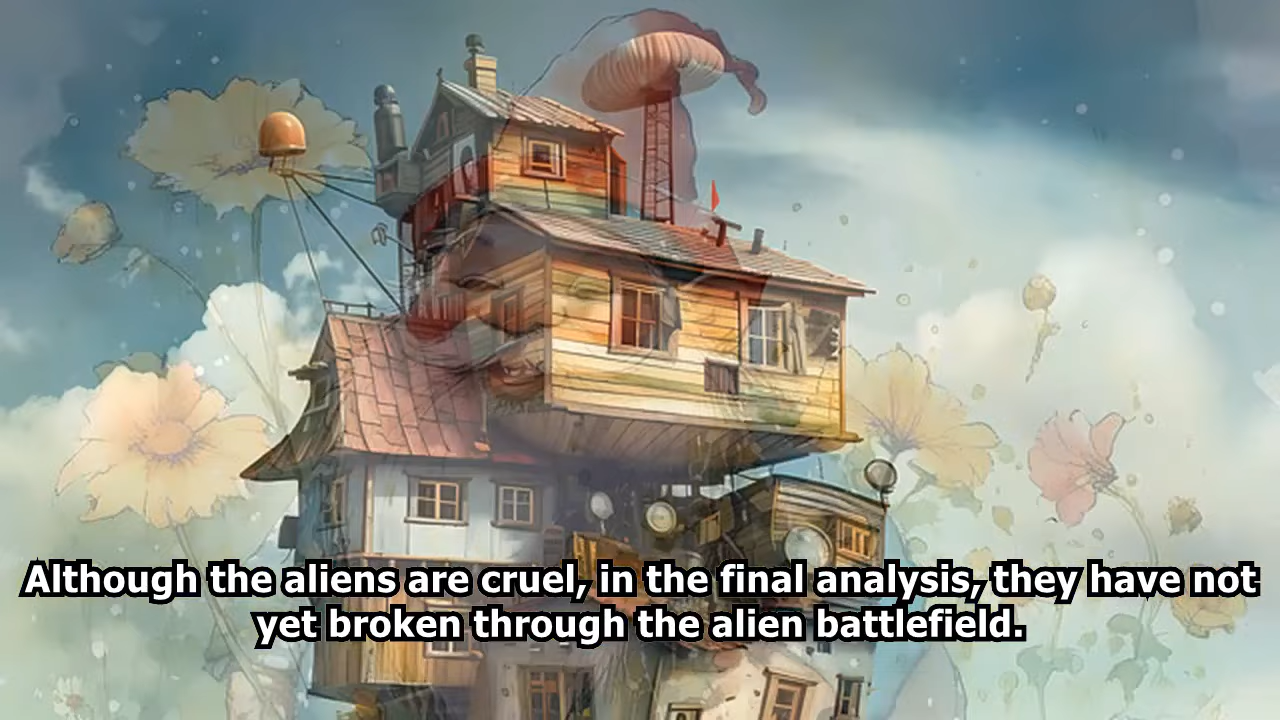 Although the aliens are cruel, in the final analysis, they have not
yet broken through the alien battlefield.